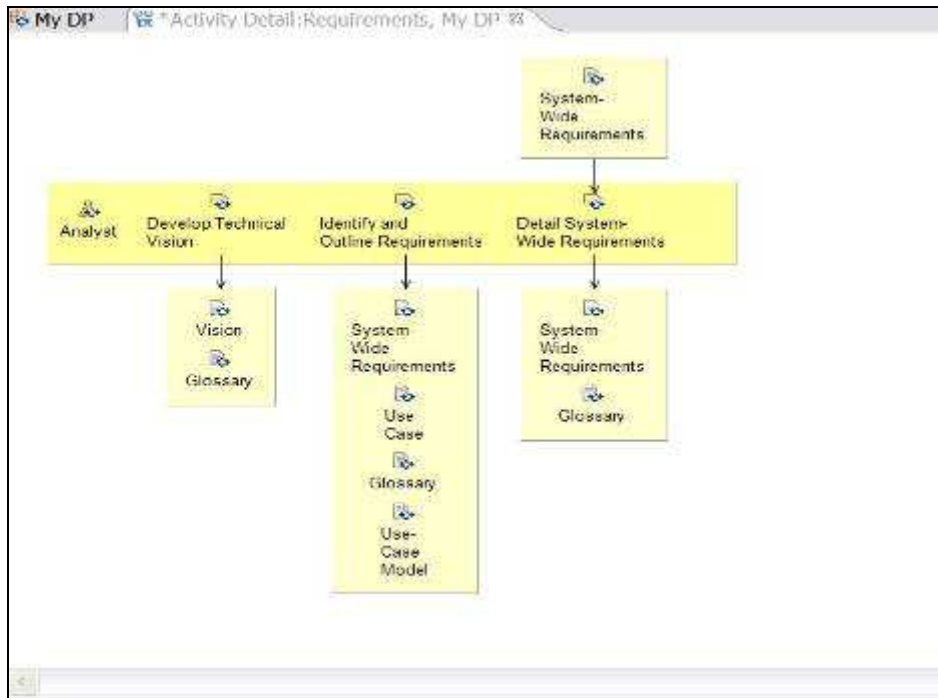 My DP
*Activity Detail:Requirements, My DP
System-
Wide
Requirements
Analyst
Develop Technical
Vision
Identify and
Outline Requirements
Detail System-
Wide Requirements
Vision
Glossary
System
Wide
Requirements
Use
Case
Glossary
Use-
Case
Model
System
Wide
Requirements
Glossary